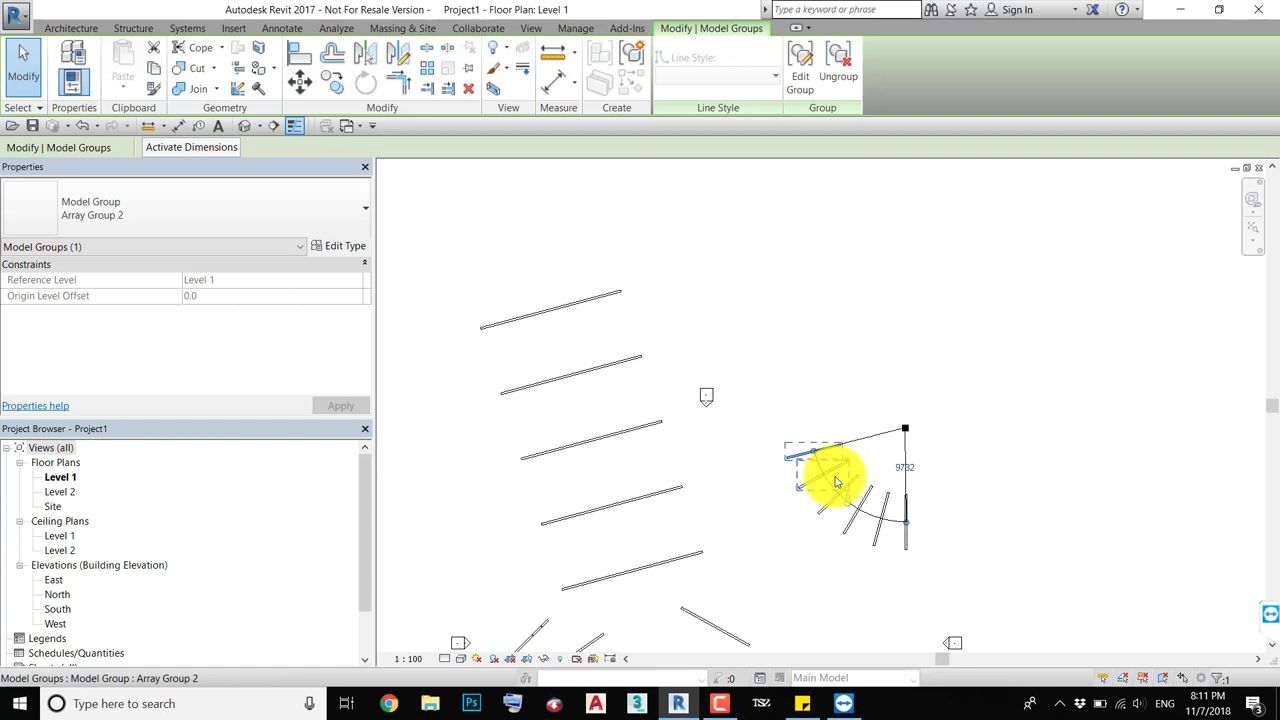 Autodesk Revit 2017 - Not For Resale Version - Project1 - Floor Plan: Level 1
Type a keyword or phrase
Sign In
Architecture Structure Systems Insert Annotate Analyze Massing & Site Collaborate View Manage Add-Ins Modify | Model Groups
Modify
Paste
Cope
Cut
Join
Line Style:
Edit Group
Ungroup
Select Properties Clipboard Geometry Modify View Measure Create Line Style Group
Modify | Model Groups Activate Dimensions
Properties
Model Group
Array Group 2
Model Groups (1) Edit Type
Constraints
Reference Level Level 1
Origin Level Offset 0.0
Properties help Apply
Project Browser - Project1
Views (all)
Floor Plans
Level 1
Level 2
Site
Ceiling Plans
Level 1
Level 2
Elevations (Building Elevation)
East
North
South
West
Legends
Schedules/Quantities
9732
1 : 100
Model Groups : Model Group : Array Group 2
:0
Main Model
:1
Type here to search
ENG
8:11 PM
11/7/2018